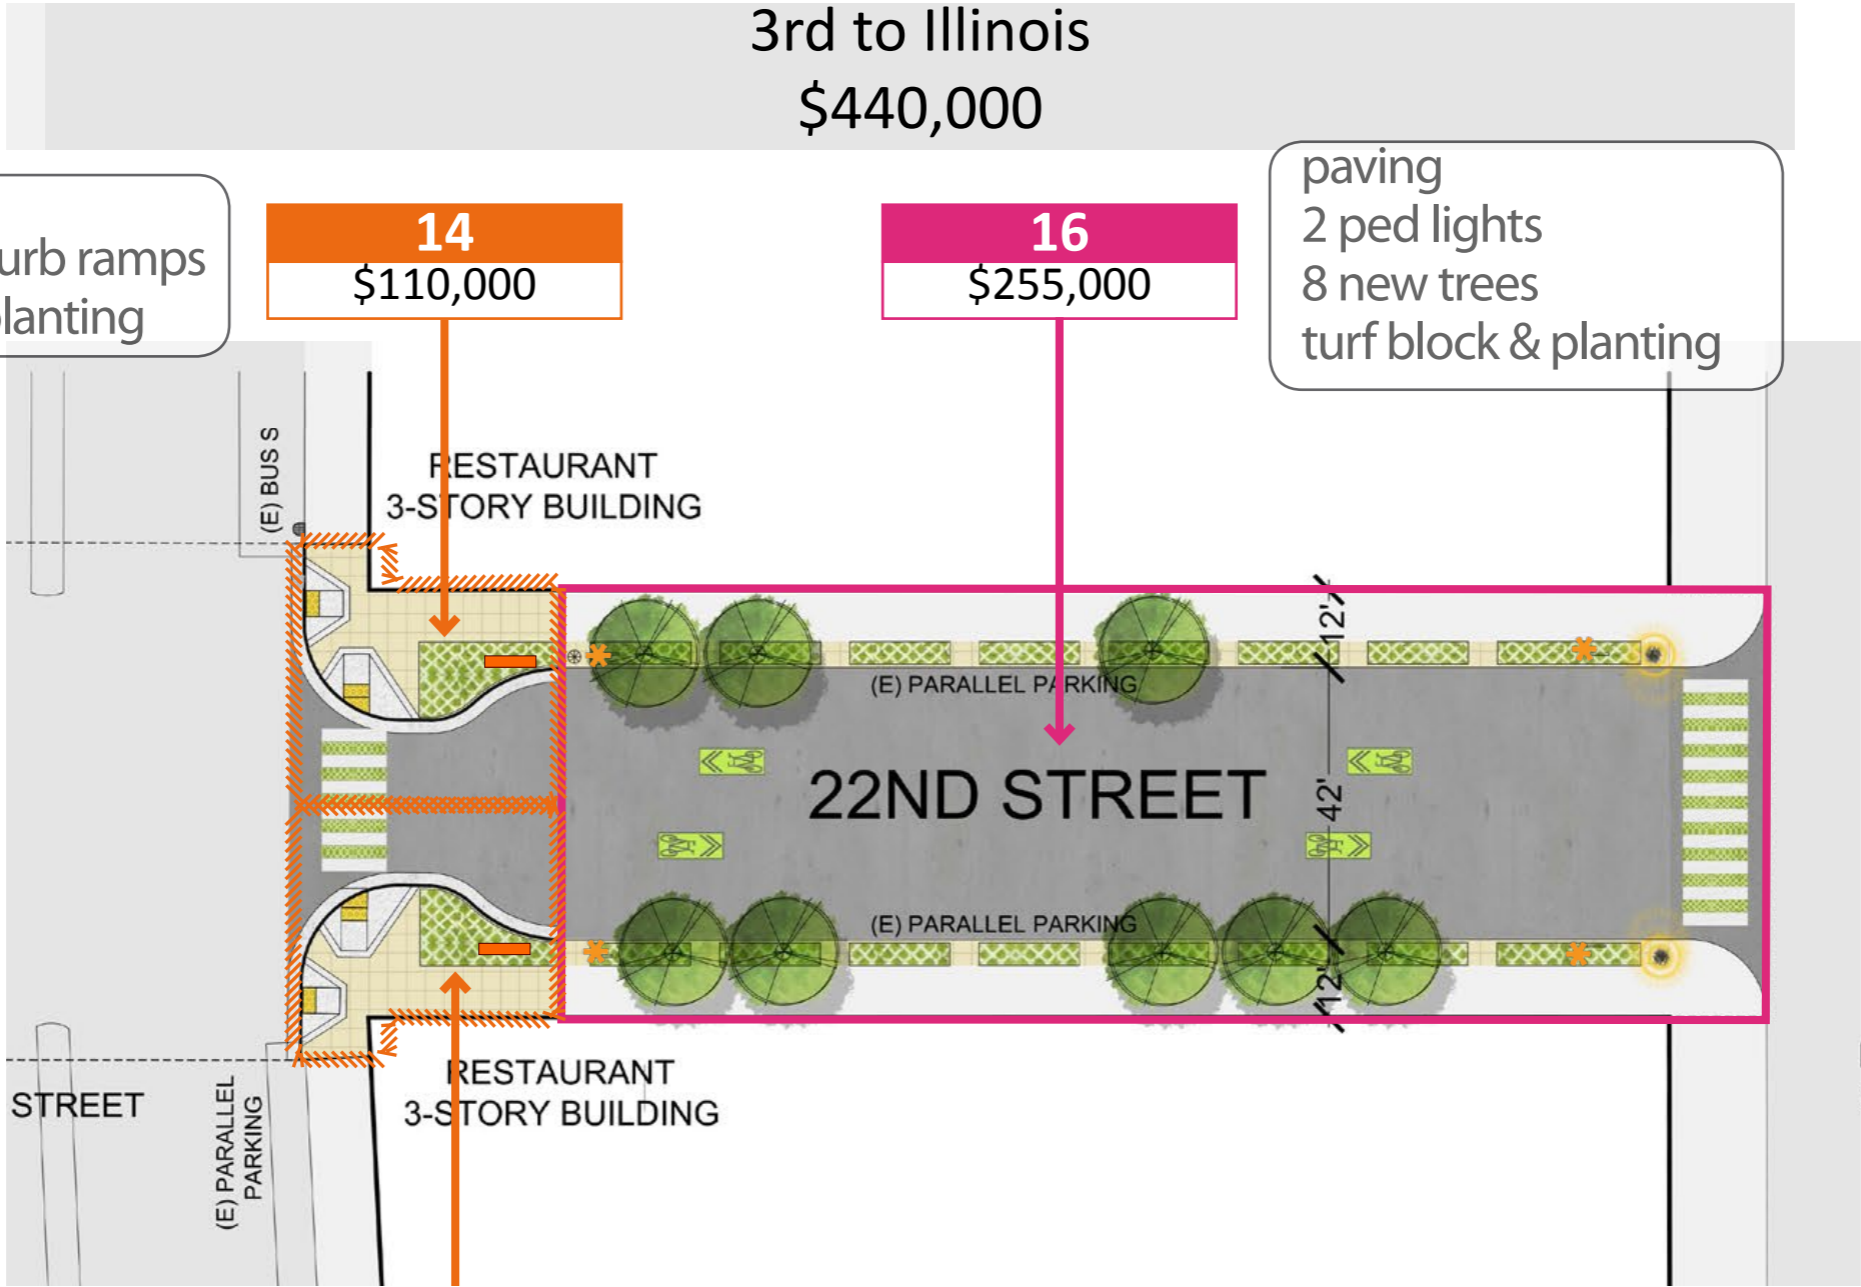 3rd to Illinois
$440,000
urb ramps
planting
14
$110,000
16
$255,000
paving
2 ped lights
8 new trees
turf block & planting
(E) BUS S
RESTAURANT
3-STORY BUILDING
12'
(E) PARALLEL PARKING
22ND STREET
42'
(E) PARALLEL PARKING
12'
RESTAURANT
3-STORY BUILDING
STREET
(E) PARALLEL
PARKING